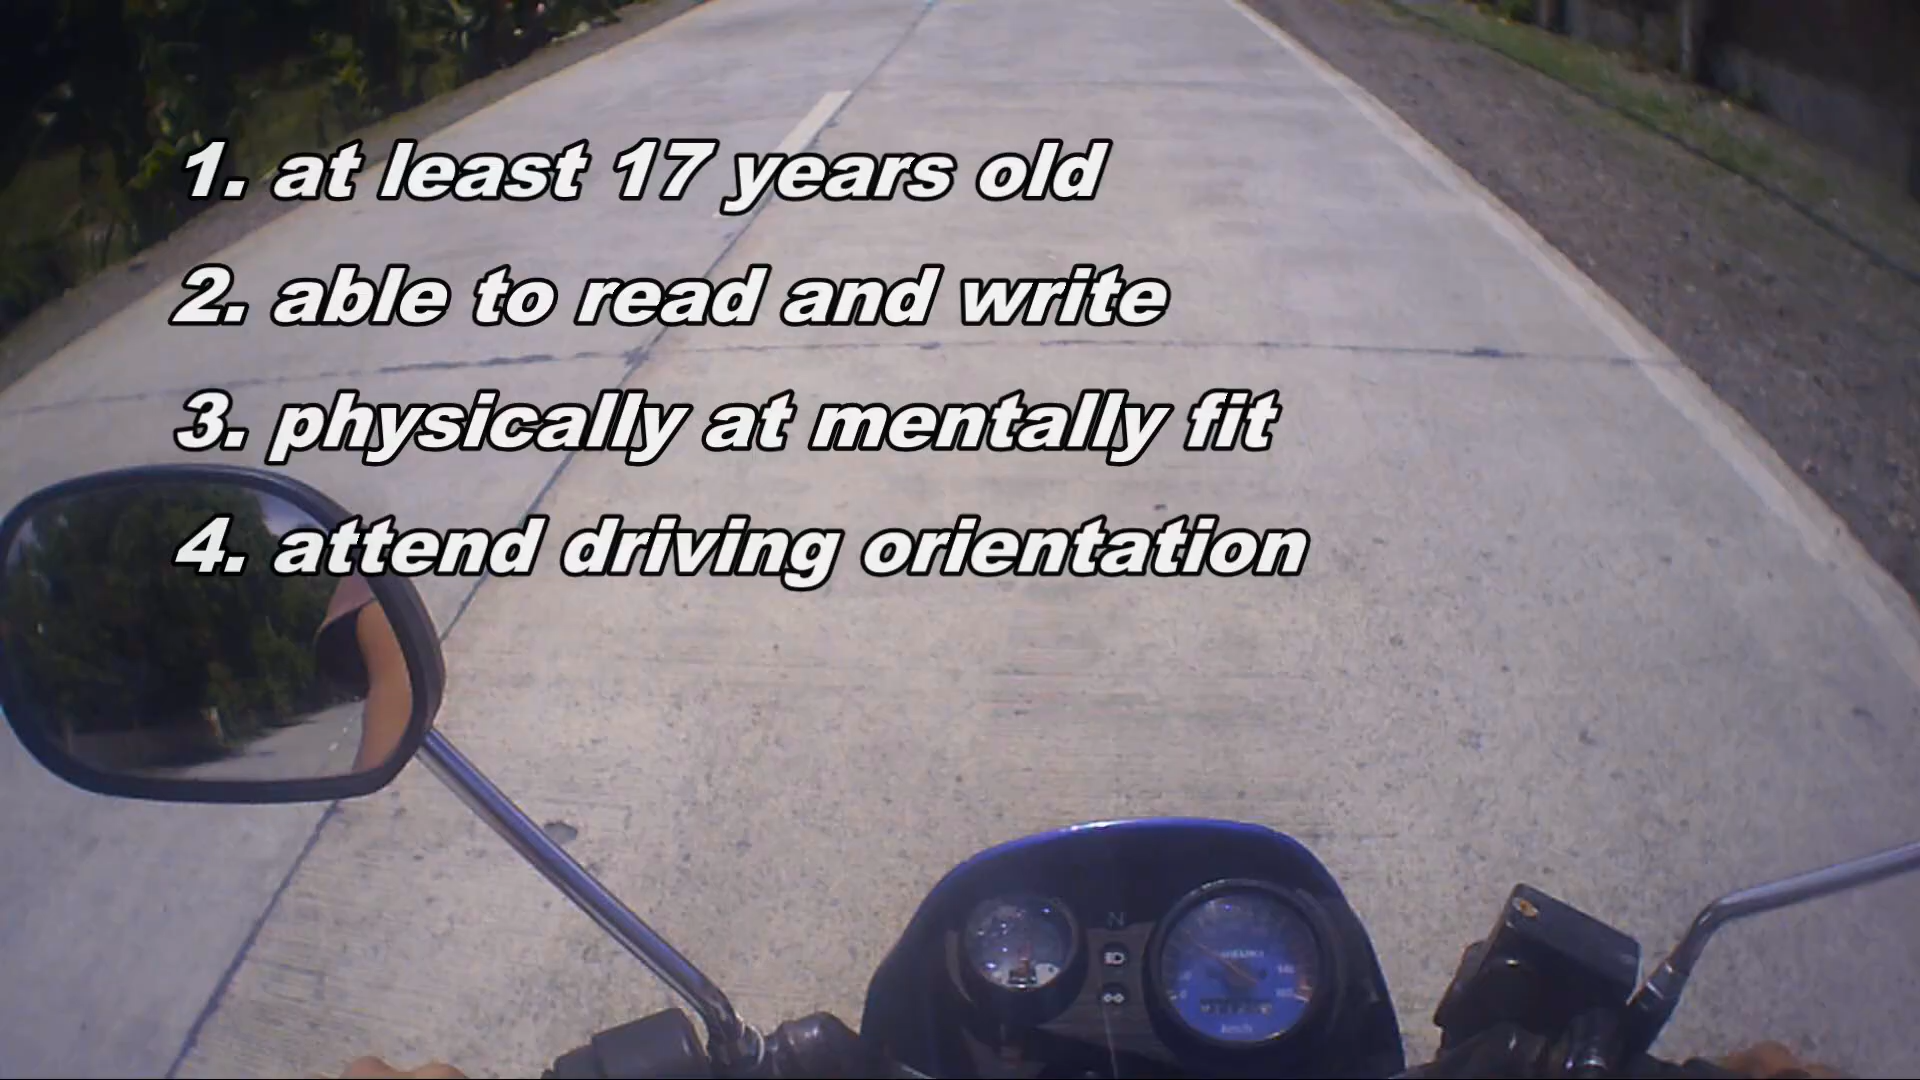 1. at least 17 years old
2. able to read and write
3. physically at mentally fit
4. attend driving orientation
N
km/h